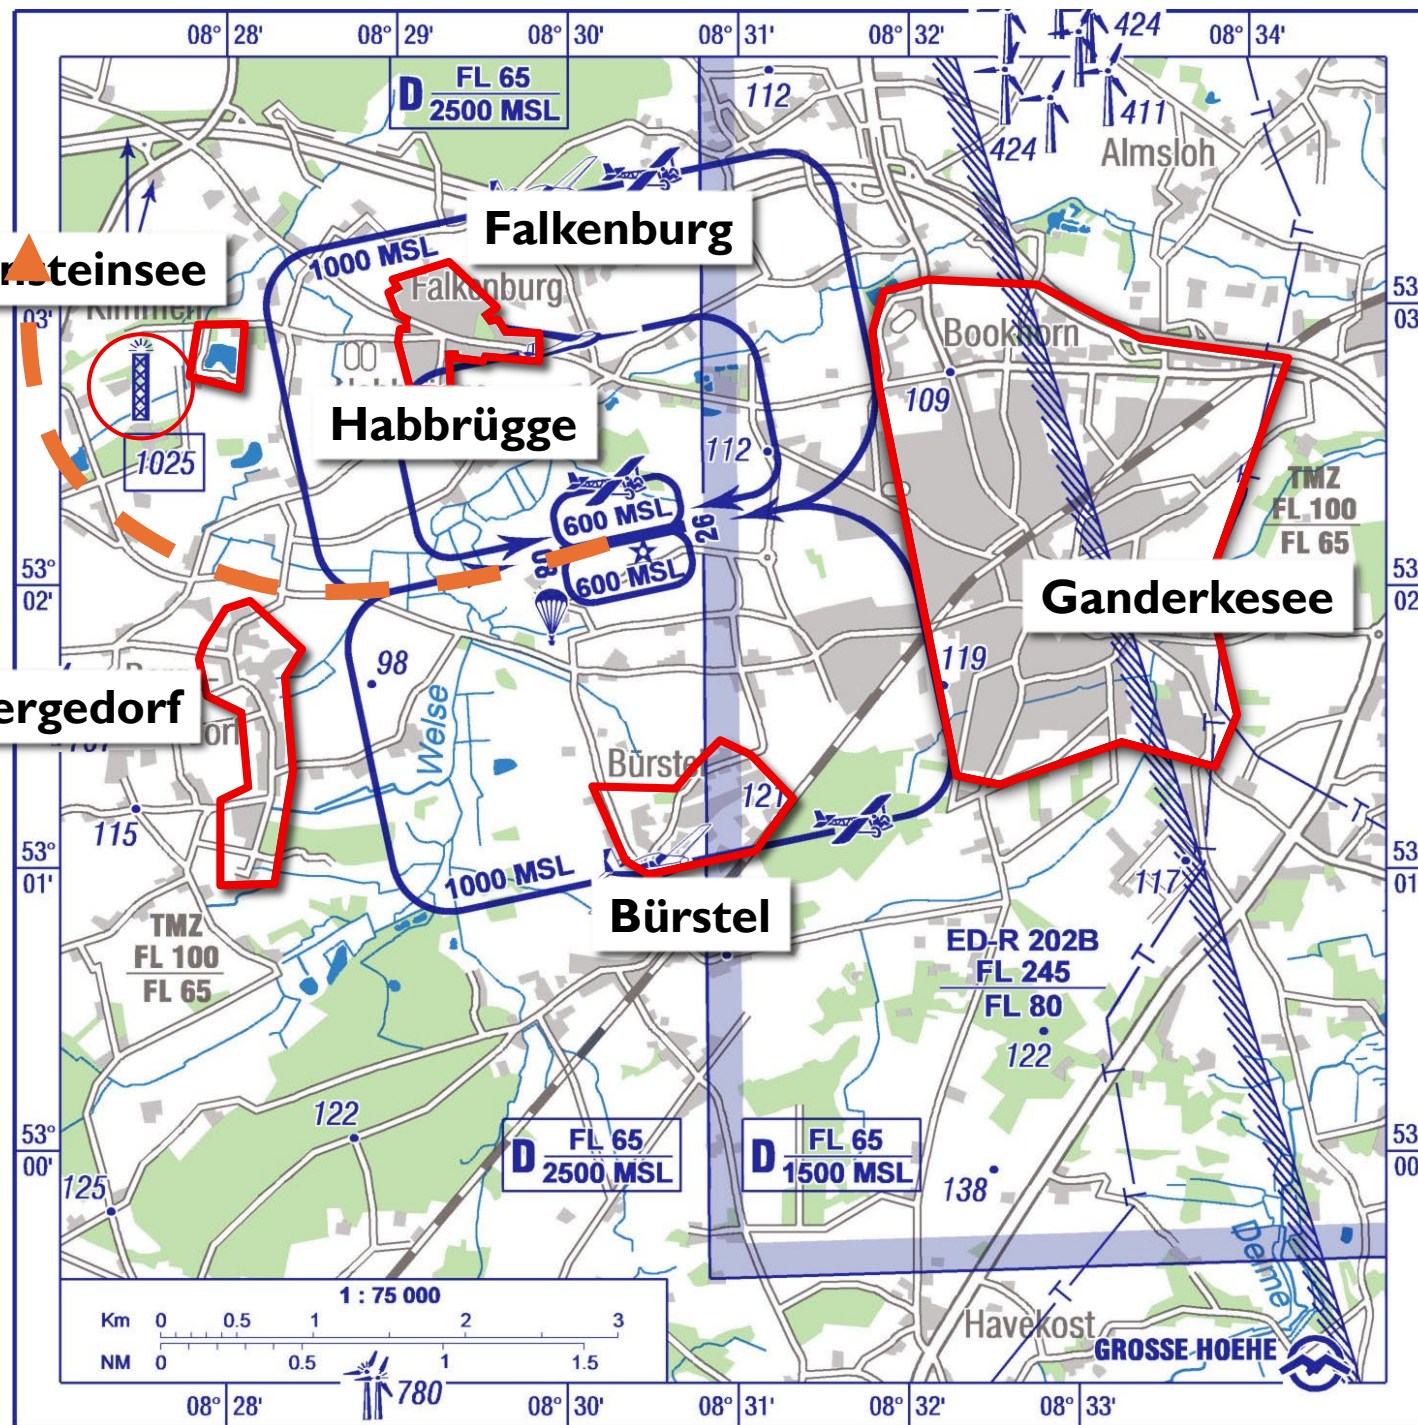 08° 28'
08° 29'
08° 30'
08° 31'
08° 32'
08° 34'
424
D FL 65
2500 MSL
112
411
424
Almsloh
Falkenburg
1000 MSL
nsteinsee
Falkenburg
53
03'
03
Bookhorn
109
Habbrügge
112
1025
TMZ
FL 100
FL 65
600 MSL
26
08
600 MSL
53°
02'
53
02
Ganderkesee
98
119
ergedorf
Welse
Bürstel
121
115
53°
01'
53
01
1000 MSL
117
Bürstel
TMZ
FL 100
FL 65
ED-R 202B
FL 245
FL 80
122
122
D FL 65
2500 MSL
D FL 65
1500 MSL
53°
00'
53
00
125
138
Delme
1 : 75 000
Km 0 0.5 1 2 3
NM 0 0.5 1 1.5
Havekost
GROSSE HOEHE
780
08° 28'
08° 30'
08° 31'
08° 32'
08° 33'